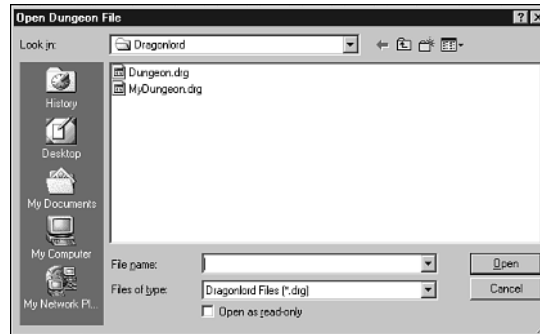 Open Dungeon File
Look in: Dragonlord
Dungeon.drg
MyDungeon.drg
History
Desktop
My Documents
My Computer
My Network Pl...
File name:
Open
Files of type: Dragonlord Files (*.drg)
Cancel
Open as read-only